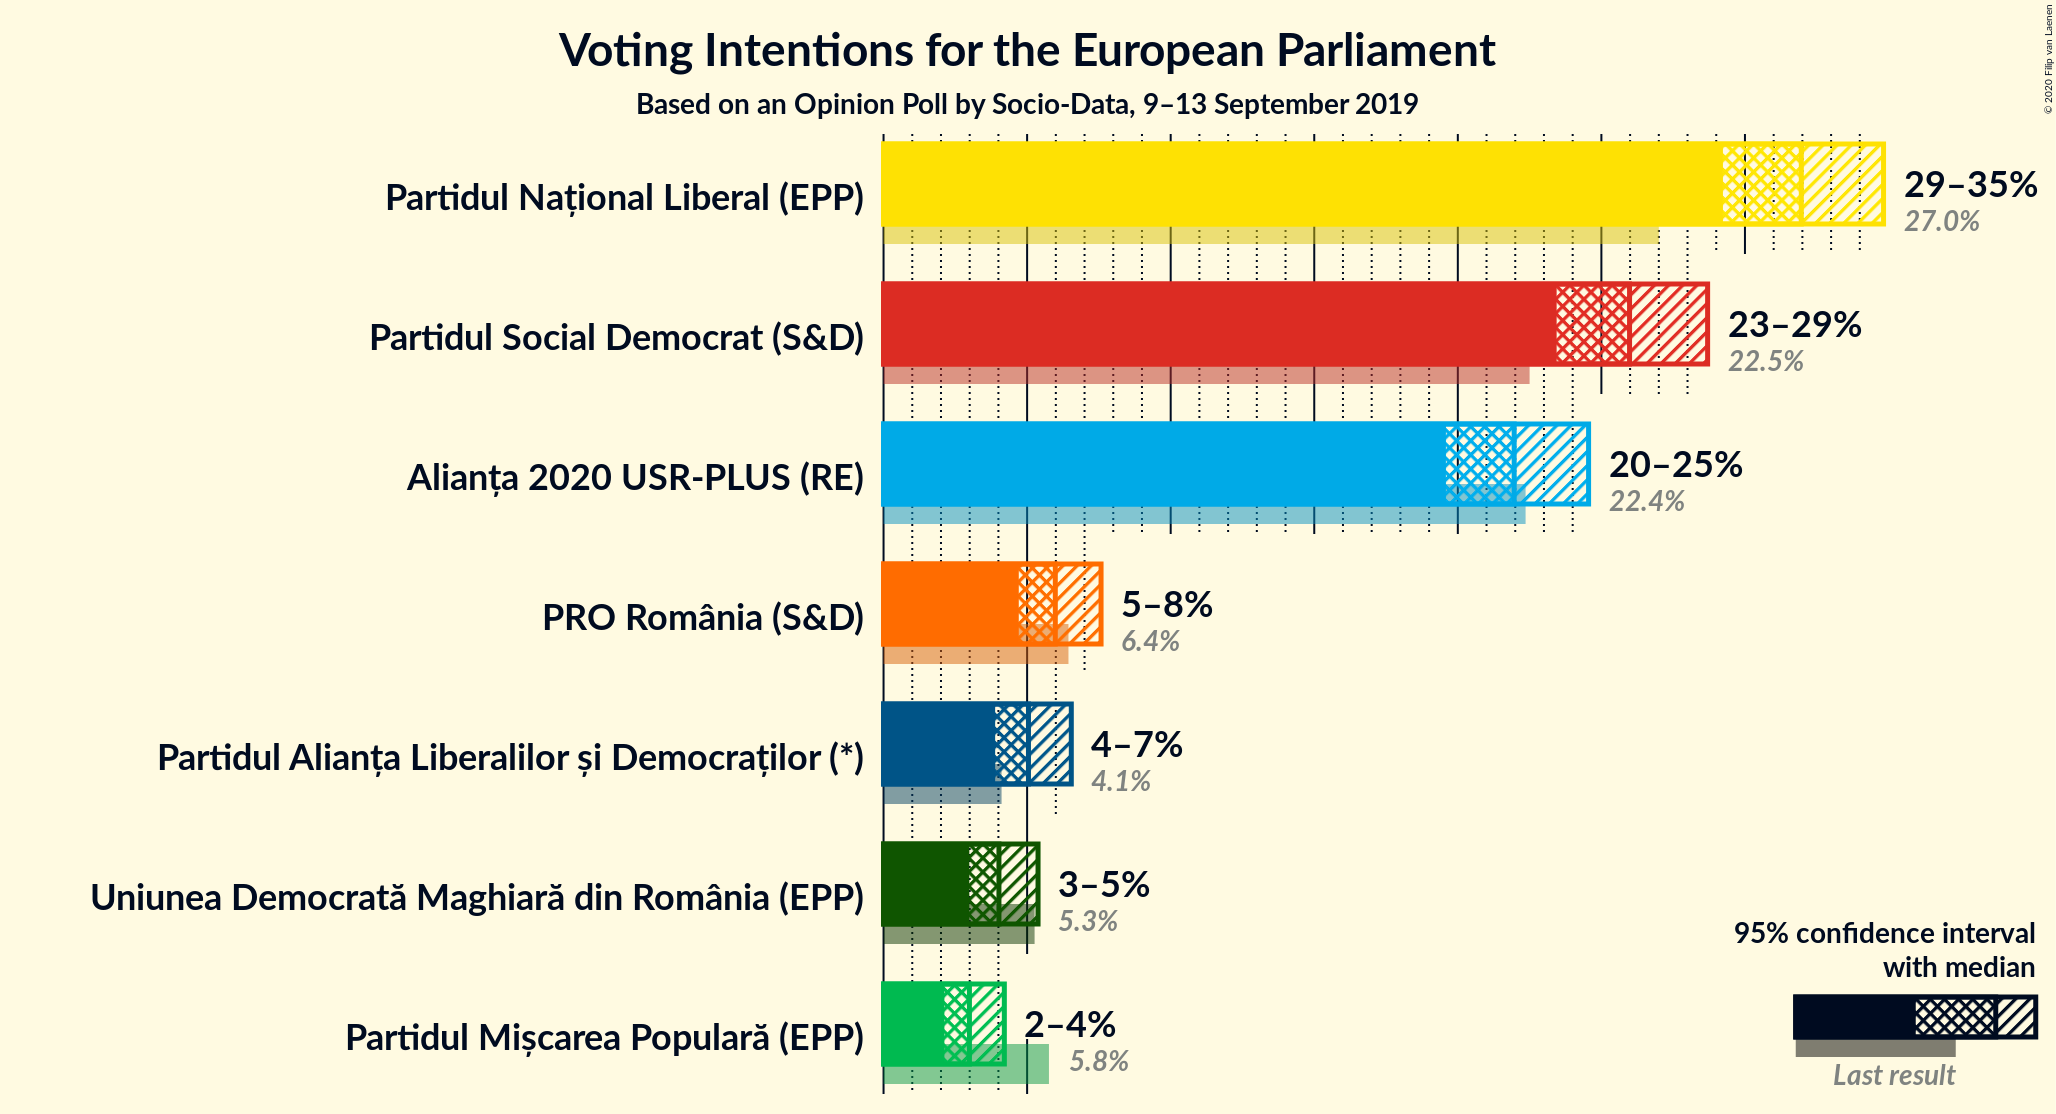 Voting Intentions for the European Parliament
Based on an Opinion Poll by Socio-Data, 9–13 September 2019
© 2020 Filip van Laenen
Partidul Național Liberal (EPP)
29–35%
27.0%
Partidul Social Democrat (S&D)
23–29%
22.5%
Alianța 2020 USR-PLUS (RE)
20–25%
22.4%
PRO România (S&D)
5–8%
6.4%
Partidul Alianța Liberalilor și Democraților (*)
4–7%
4.1%
Uniunea Democrată Maghiară din România (EPP)
3–5%
5.3%
Partidul Mișcarea Populară (EPP)
2–4%
5.8%
95% confidence interval
with median
Last result